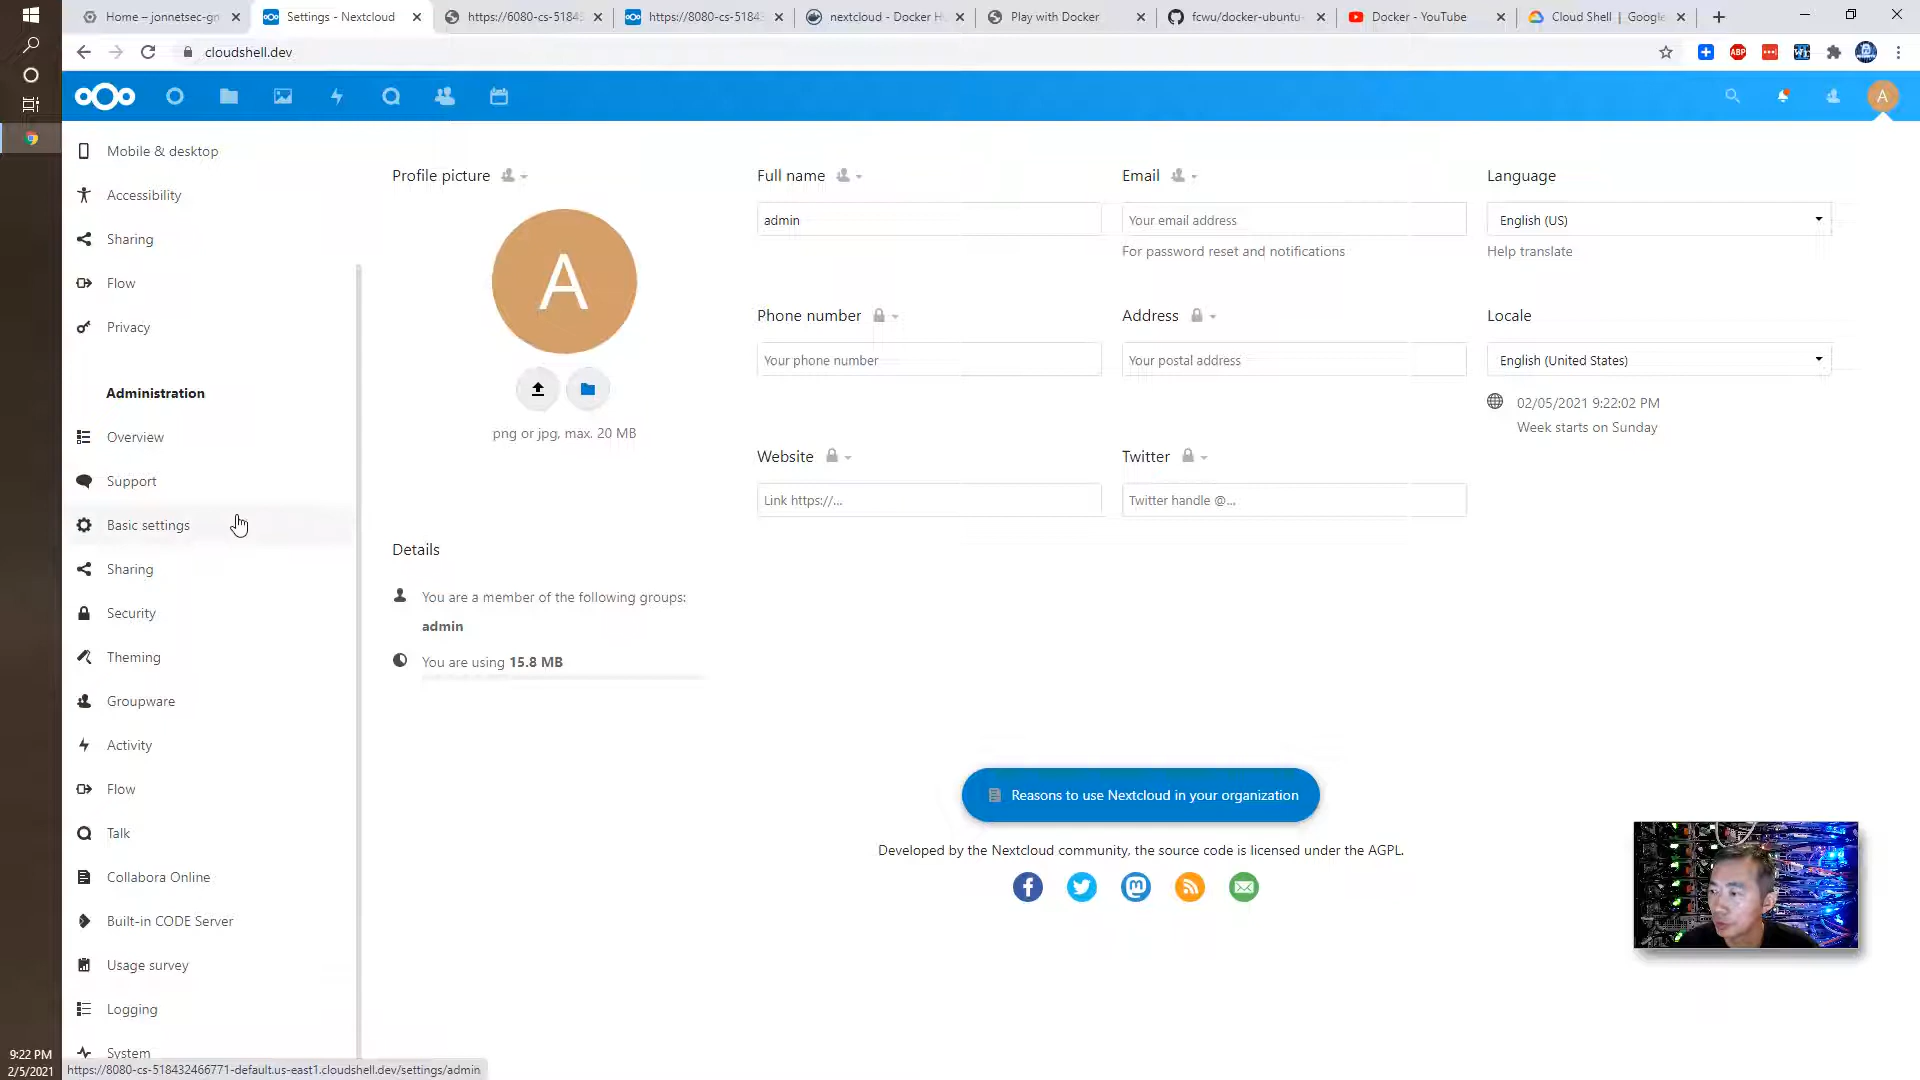 Home – jonnetsec-gn
Settings - Nextcloud
https://6080-cs-5184
https://8080-cs-5184
nextcloud - Docker H
Play with Docker
fcwu/docker-ubuntu-
Docker - YouTube
Cloud Shell | Google
cloudshell.dev
ABP
A
Mobile & desktop
Accessibility
Sharing
Flow
Privacy
Administration
Overview
Support
Basic settings
Sharing
Security
Theming
Groupware
Activity
Flow
Talk
Collabora Online
Built-in CODE Server
Usage survey
Logging
System
Profile picture
A
png or jpg, max. 20 MB
Full name
admin
Email
Your email address
For password reset and notifications
Language
English (US)
Help translate
Phone number
Your phone number
Address
Your postal address
Locale
English (United States)
02/05/2021 9:22:02 PM
Week starts on Sunday
Website
Link https://...
Twitter
Twitter handle @...
Details
You are a member of the following groups:
admin
You are using 15.8 MB
Reasons to use Nextcloud in your organization
Developed by the Nextcloud community, the source code is licensed under the AGPL.
9:22 PM
2/5/2021
https://8080-cs-518432466771-default.us-east1.cloudshell.dev/settings/admin